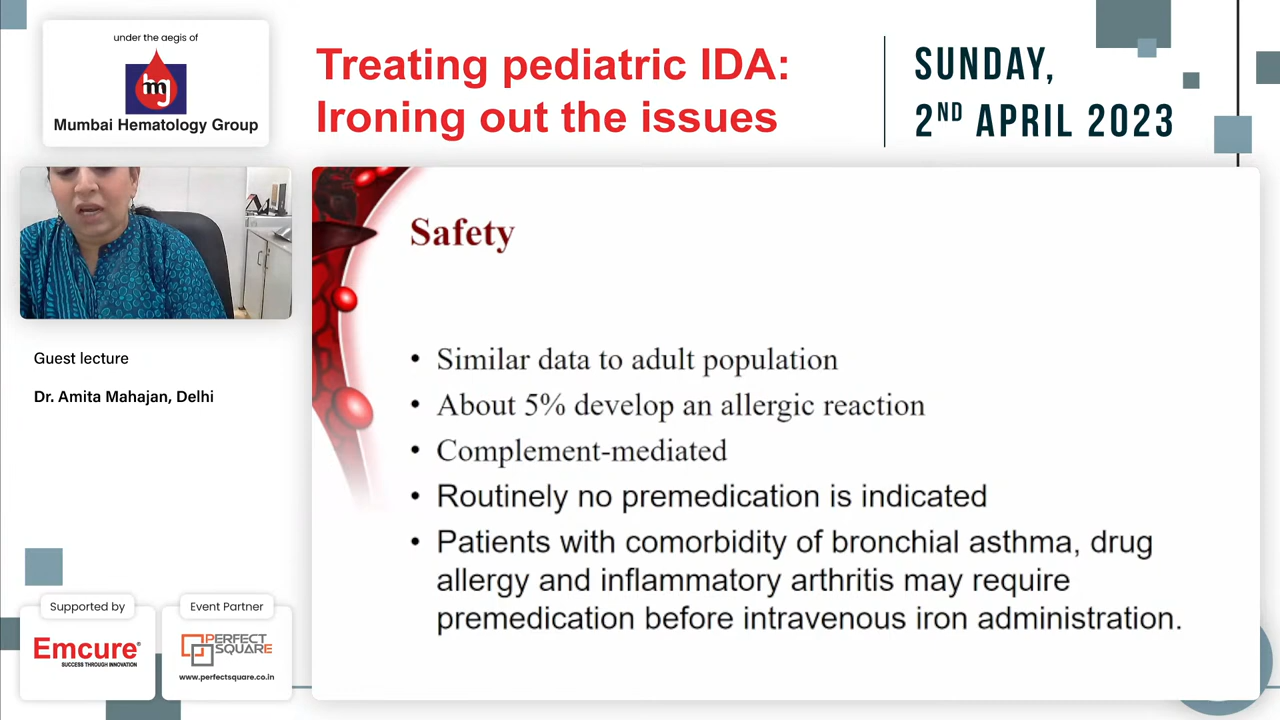 under the aegis of
hmg
Mumbai Hematology Group
Treating pediatric IDA:
Ironing out the issues
SUNDAY,
2ND APRIL 2023
Guest lecture
Dr. Amita Mahajan, Delhi
Safety
• Similar data to adult population
• About 5% develop an allergic reaction
• Complement-mediated
• Routinely no premedication is indicated
• Patients with comorbidity of bronchial asthma, drug
allergy and inflammatory arthritis may require
premedication before intravenous iron administration.
Supported by
Emcure®
SUCCESS THROUGH INNOVATION
Event Partner
PERFECT
SQUARE
www.perfectsquare.co.in